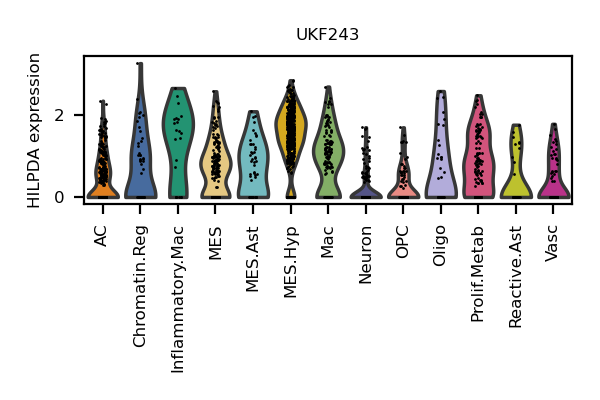 UKF243
HILPDA expression
2
0
AC
Chromatin.Reg
Inflammatory.Mac
MES
MES.Ast
MES.Hyp
Mac
Neuron
OPC
Oligo
Prolif.Metab
Reactive.Ast
Vasc